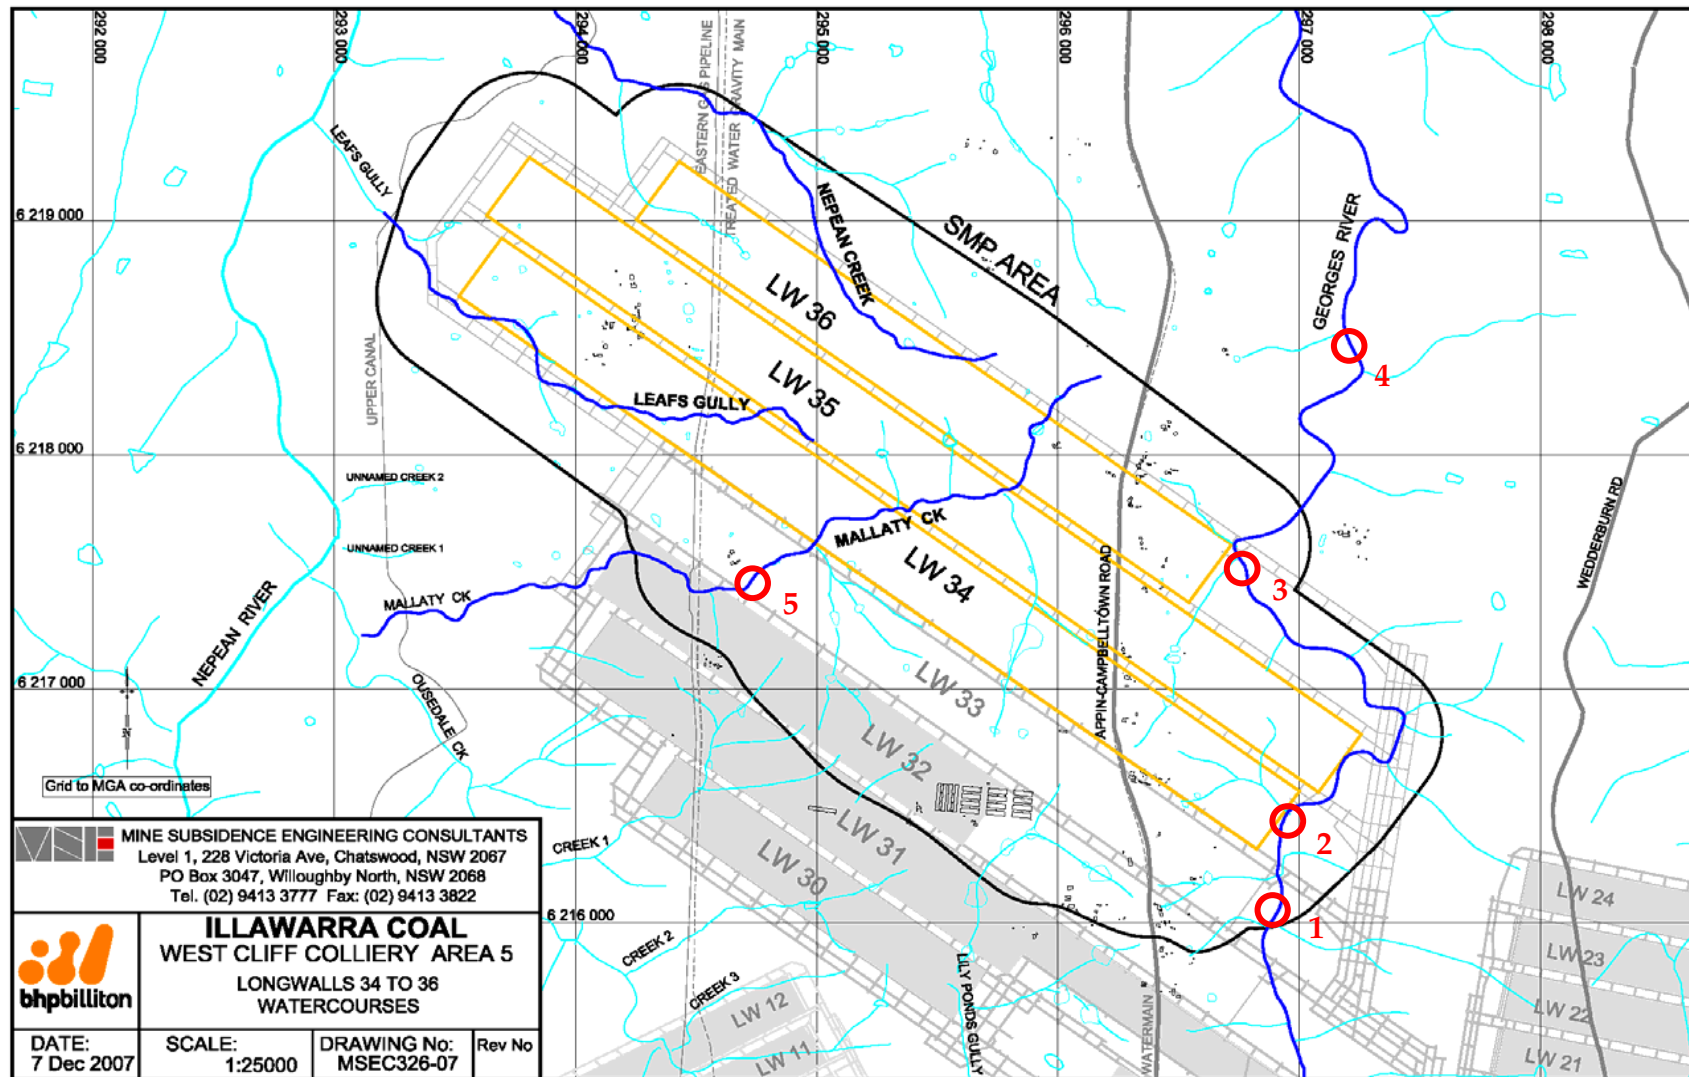 292 000
293 000
294 000
295 000
296 000
297 000
298 000
EASTERN GAS PIPELINE
TREATED WATER GRAVITY MAIN
LEAFS GULLY
6 219 000
NEPEAN CREEK
SMP AREA
GEORGES RIVER
LW 36
UPPER CANAL
LW 35
4
LEAFS GULLY
6 218 000
UNNAMED CREEK 2
WEDDERBURN RD
MALLATY CK
UNNAMED CREEK 1
LW 34
APPIN-CAMPBELLTOWN ROAD
3
5
MALLATY CK
NEPEAN RIVER
LW 33
6 217 000
OUSEDALE CK
LW 32
N
Grid to MGA co-ordinates
2
LW 31
CREEK 1
LW 30
LW 24
6 216 000
1
CREEK 2
LW 23
LILY PONDS GULLY
CREEK 3
LW 12
WATERMAIN
LW 22
LW 11
LW 21
MSEC
MINE SUBSIDENCE ENGINEERING CONSULTANTS
Level 1, 228 Victoria Ave, Chatswood, NSW 2067
PO Box 3047, Willoughby North, NSW 2068
Tel. (02) 9413 3777 Fax: (02) 9413 3822
bhpbilliton
ILLAWARRA COAL
WEST CLIFF COLLIERY AREA 5
LONGWALLS 34 TO 36
WATERCOURSES
DATE:
7 Dec 2007
SCALE:
1:25000
DRAWING No:
MSEC326-07
Rev No